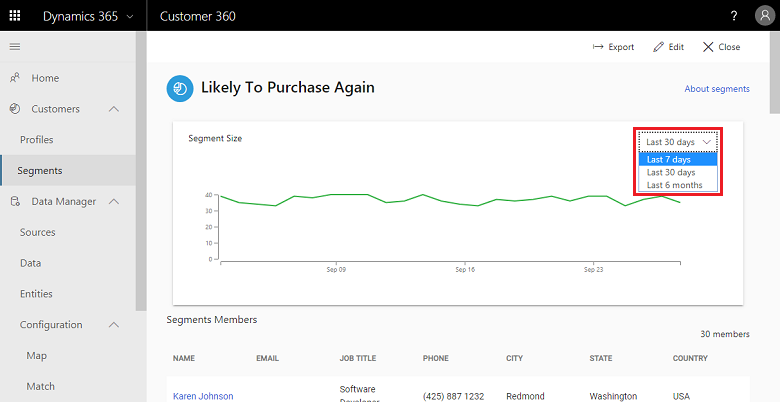 Dynamics 365
Customer 360
?
Home
Customers
Profiles
Segments
Data Manager
Sources
Data
Entities
Configuration
Map
Match
Export
Edit
Close
Likely To Purchase Again
About segments
Segment Size
Last 30 days
Last 7 days
Last 30 days
Last 6 months
40
30
20
10
0
Sep 09
Sep 16
Sep 23
Segments Members
30 members
NAME EMAIL JOB TITLE PHONE CITY STATE COUNTRY
Karen Johnson Software Developer (425) 887 1232 Redmond Washington USA